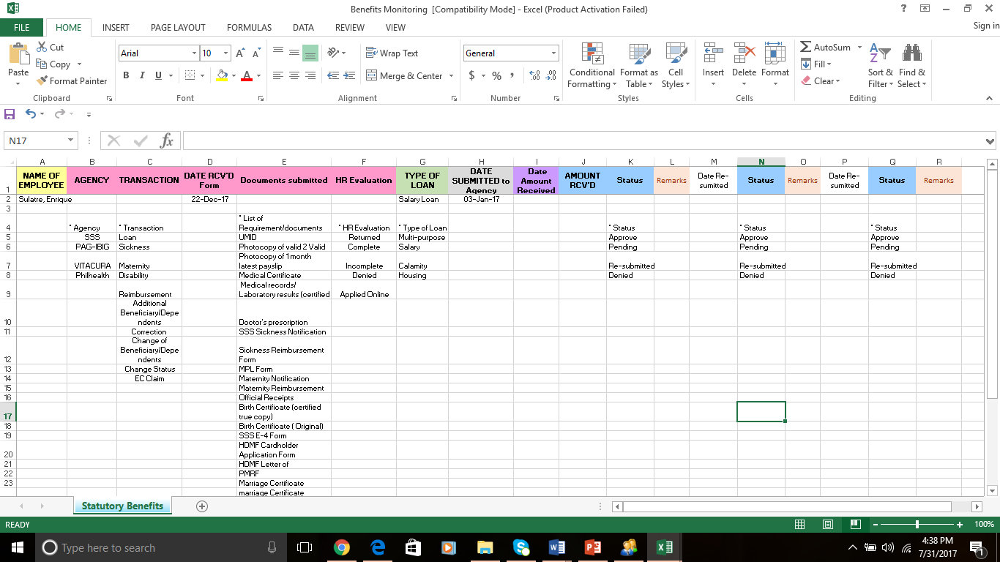 Benefits Monitoring [Compatibility Mode] - Excel (Product Activation Failed)
FILE HOME INSERT PAGE LAYOUT FORMULAS DATA REVIEW VIEW Sign in
Paste
Cut
Copy
Format Painter
Clipboard
Arial 10
B I U
Font
Wrap Text
Merge & Center
Alignment
General
$ % ,
Number
Conditional Formatting
Format as Table
Cell Styles
Styles
Insert Delete Format
Cells
AutoSum
Fill
Clear
Sort & Filter
Find & Select
Editing
N17
fx
A B C D E F G H I J K L M N O P Q R
1 NAME OF EMPLOYEE AGENCY TRANSACTION DATE RCV'D Form Documents submitted HR Evaluation TYPE OF LOAN DATE SUBMITTED to Agency Date Amount Received AMOUNT RCV'D Status Remarks Date Re-sumitted Status Remarks Date Re-sumitted Status Remarks
2 Sulatre, Enrique 22-Dec-17 Salary Loan 03-Jan-17
3
4 * Agency * Transaction * List of Requirement/documents * HR Evaluation * Type of Loan * Status * Status * Status
5 SSS Loan UMID Returned Multi-purpose Approve Approve Approve
6 PAG-IBIG Sickness Photocopy of valid 2 Valid Complete Salary Pending Pending Pending
7 VITACURA Maternity Photocopy of 1 month latest payslip Incomplete Calamity Re-submitted Re-submitted Re-submitted
8 Philhealth Disability Medical Certificate Denied Housing Denied Denied Denied
9 Reimbursement Medical records/ Laboratory results (certified Applied Online
10 Additional Beneficiary/Dependents Doctor's prescription
11 Correction SSS Sickness Notification
12 Change of Beneficiary/Dependents Sickness Reimbursement Form
13 Change Status MPL Form
14 EC Claim Maternity Notification
15 Maternity Reimbursement
16 Official Receipts
17 Birth Certificate (certified true copy)
18 Birth Certificate ( Original)
19 SSS E-4 Form
20 HDMF Cardholder Application Form
21 HDMF Letter of
22 PMRF
23 Marriage Certificate
marriage Certificate
Statutory Benefits
READY 100%
Type here to search
4:38 PM
7/31/2017
1